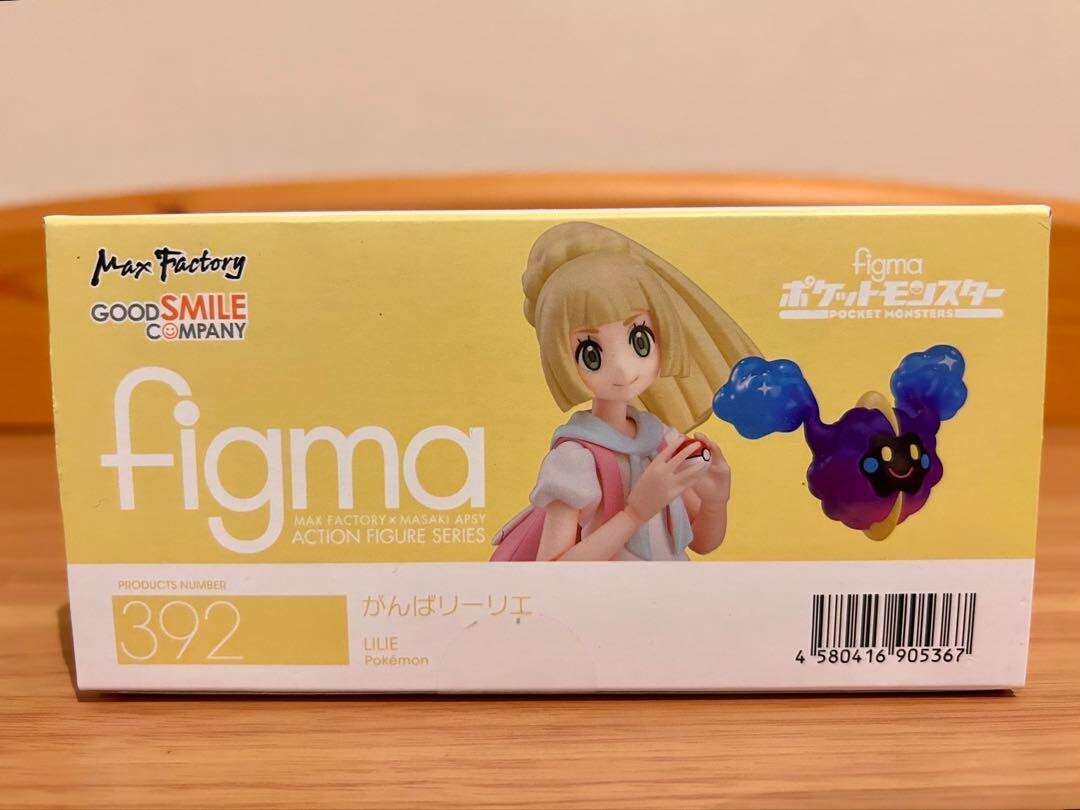 Max Factory
GOOD SMILE
COMPANY
figma
MAX FACTORY × MASAKI APSY
ACTION FIGURE SERIES
figma
ポケットモンスター
POCKET MONSTERS
PRODUCTS NUMBER
392
がんばリーリエ
LILIE
Pokémon
4 580416 905367